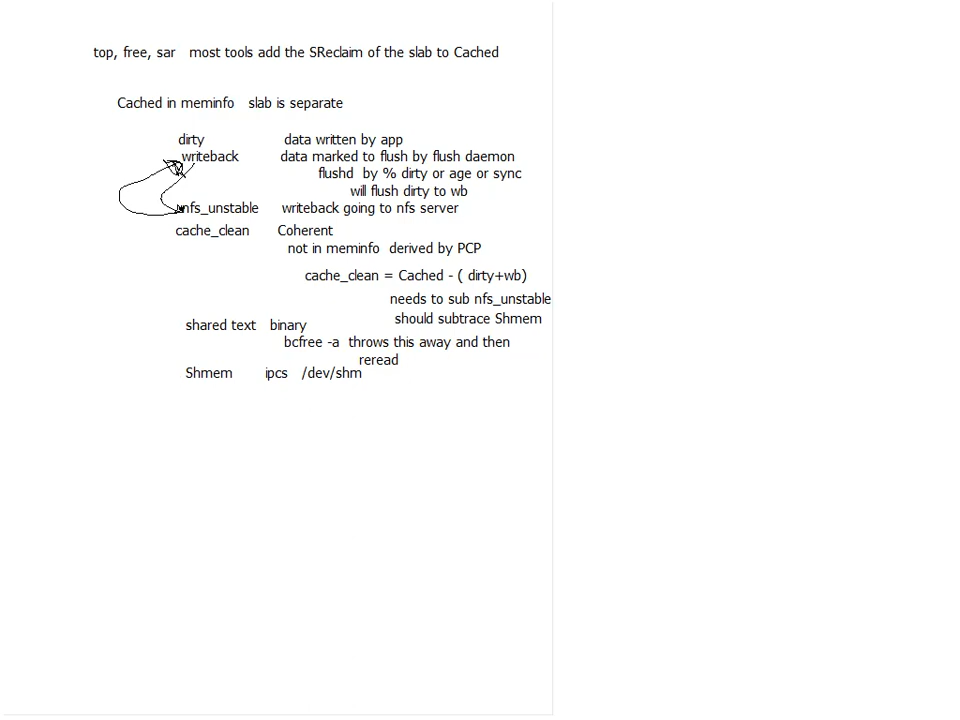 top, free, sar most tools add the SReclaim of the slab to Cached
Cached in meminfo slab is separate
dirty data written by app
writeback data marked to flush by flush daemon
flushd by % dirty or age or sync
will flush dirty to wb
nfs_unstable writeback going to nfs server
cache_clean Coherent
not in meminfo derived by PCP
cache_clean = Cached - ( dirty+wb)
needs to sub nfs_unstable
should subtrace Shmem
shared text binary
bcfree -a throws this away and then
reread
Shmem ipcs /dev/shm